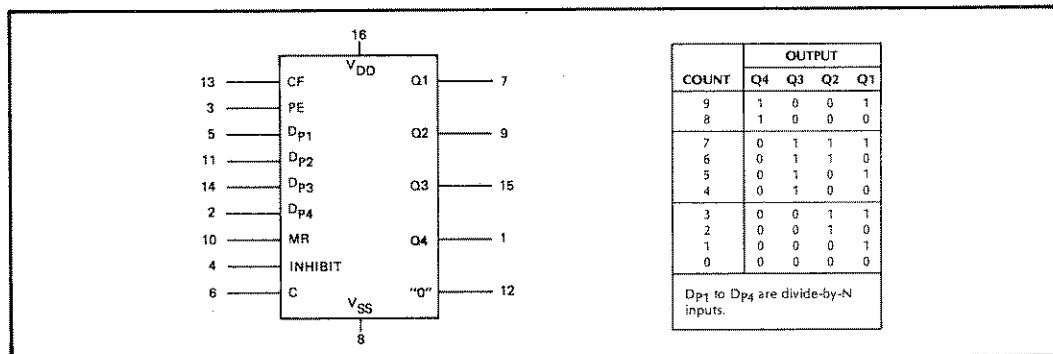 16
VDD
13 CF Q1 7
3 PE
5 DP1 Q2 9
11 DP2
14 DP3 Q3 15
2 DP4
10 MR Q4 1
4 INHIBIT
6 C "0" 12
VSS
8
OUTPUT
COUNT Q4 Q3 Q2 Q1
9 1 0 0 1
8 1 0 0 0
7 0 1 1 1
6 0 1 1 0
5 0 1 0 1
4 0 1 0 0
3 0 0 1 1
2 0 0 1 0
1 0 0 0 1
0 0 0 0 0
DP1 to DP4 are divide-by-N
inputs.